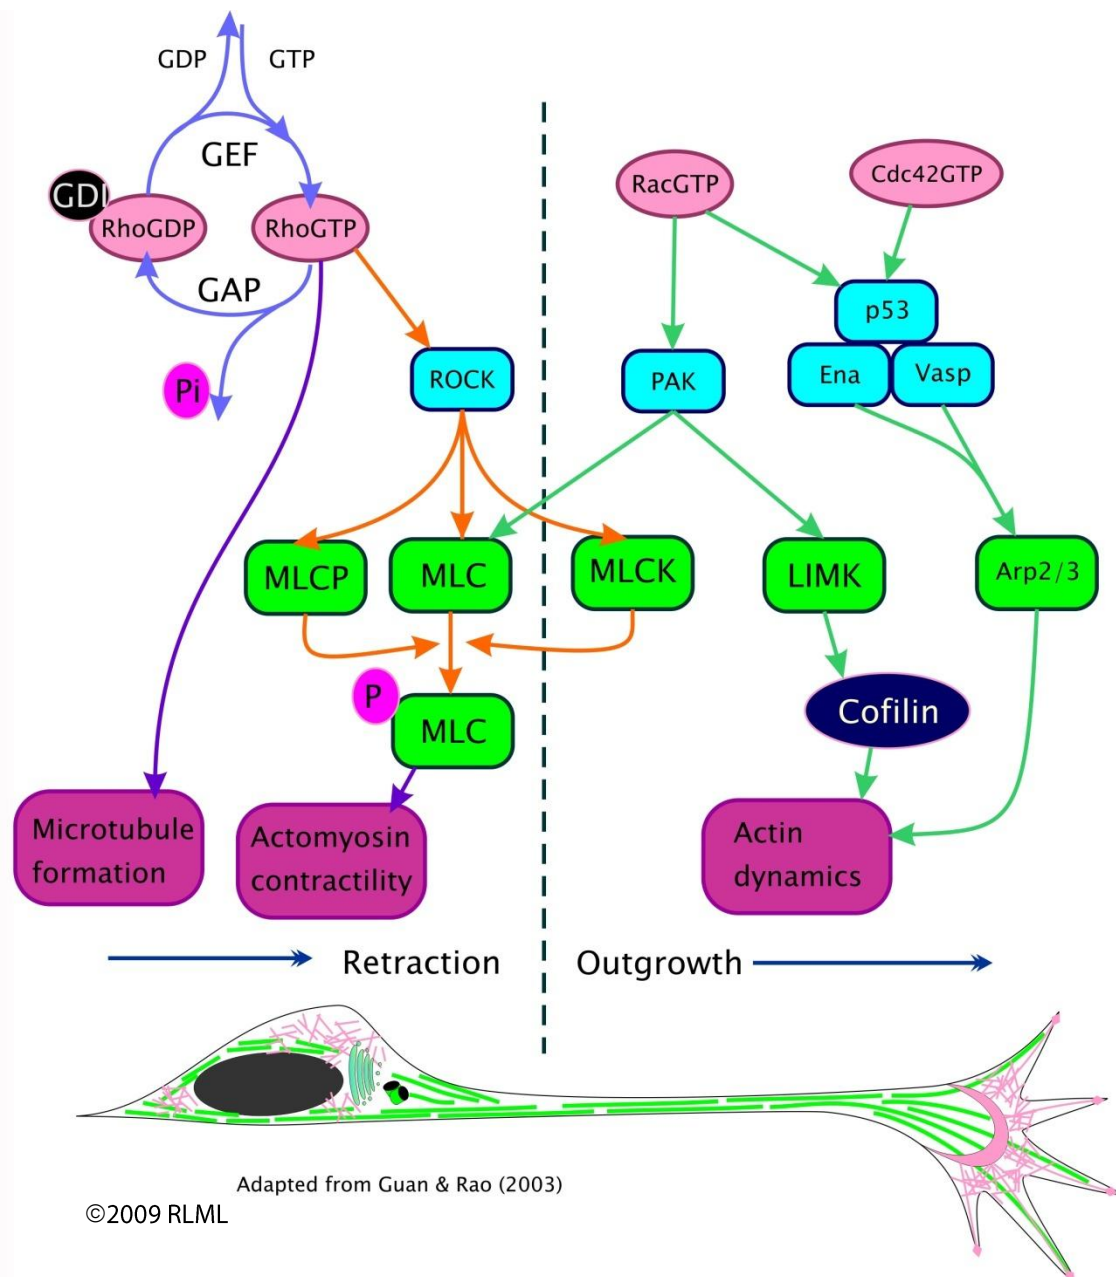 GDP
GTP
GEF
GDI
RhoGDP
RhoGTP
GAP
Pi
RacGTP
Cdc42GTP
p53
Ena
Vasp
ROCK
PAK
MLCP
MLC
MLCK
LIMK
Arp2/3
P
MLC
Cofilin
Microtubule
formation
Actomyosin
contractility
Actin
dynamics
Retraction
Outgrowth
Adapted from Guan & Rao (2003)
©2009 RLML